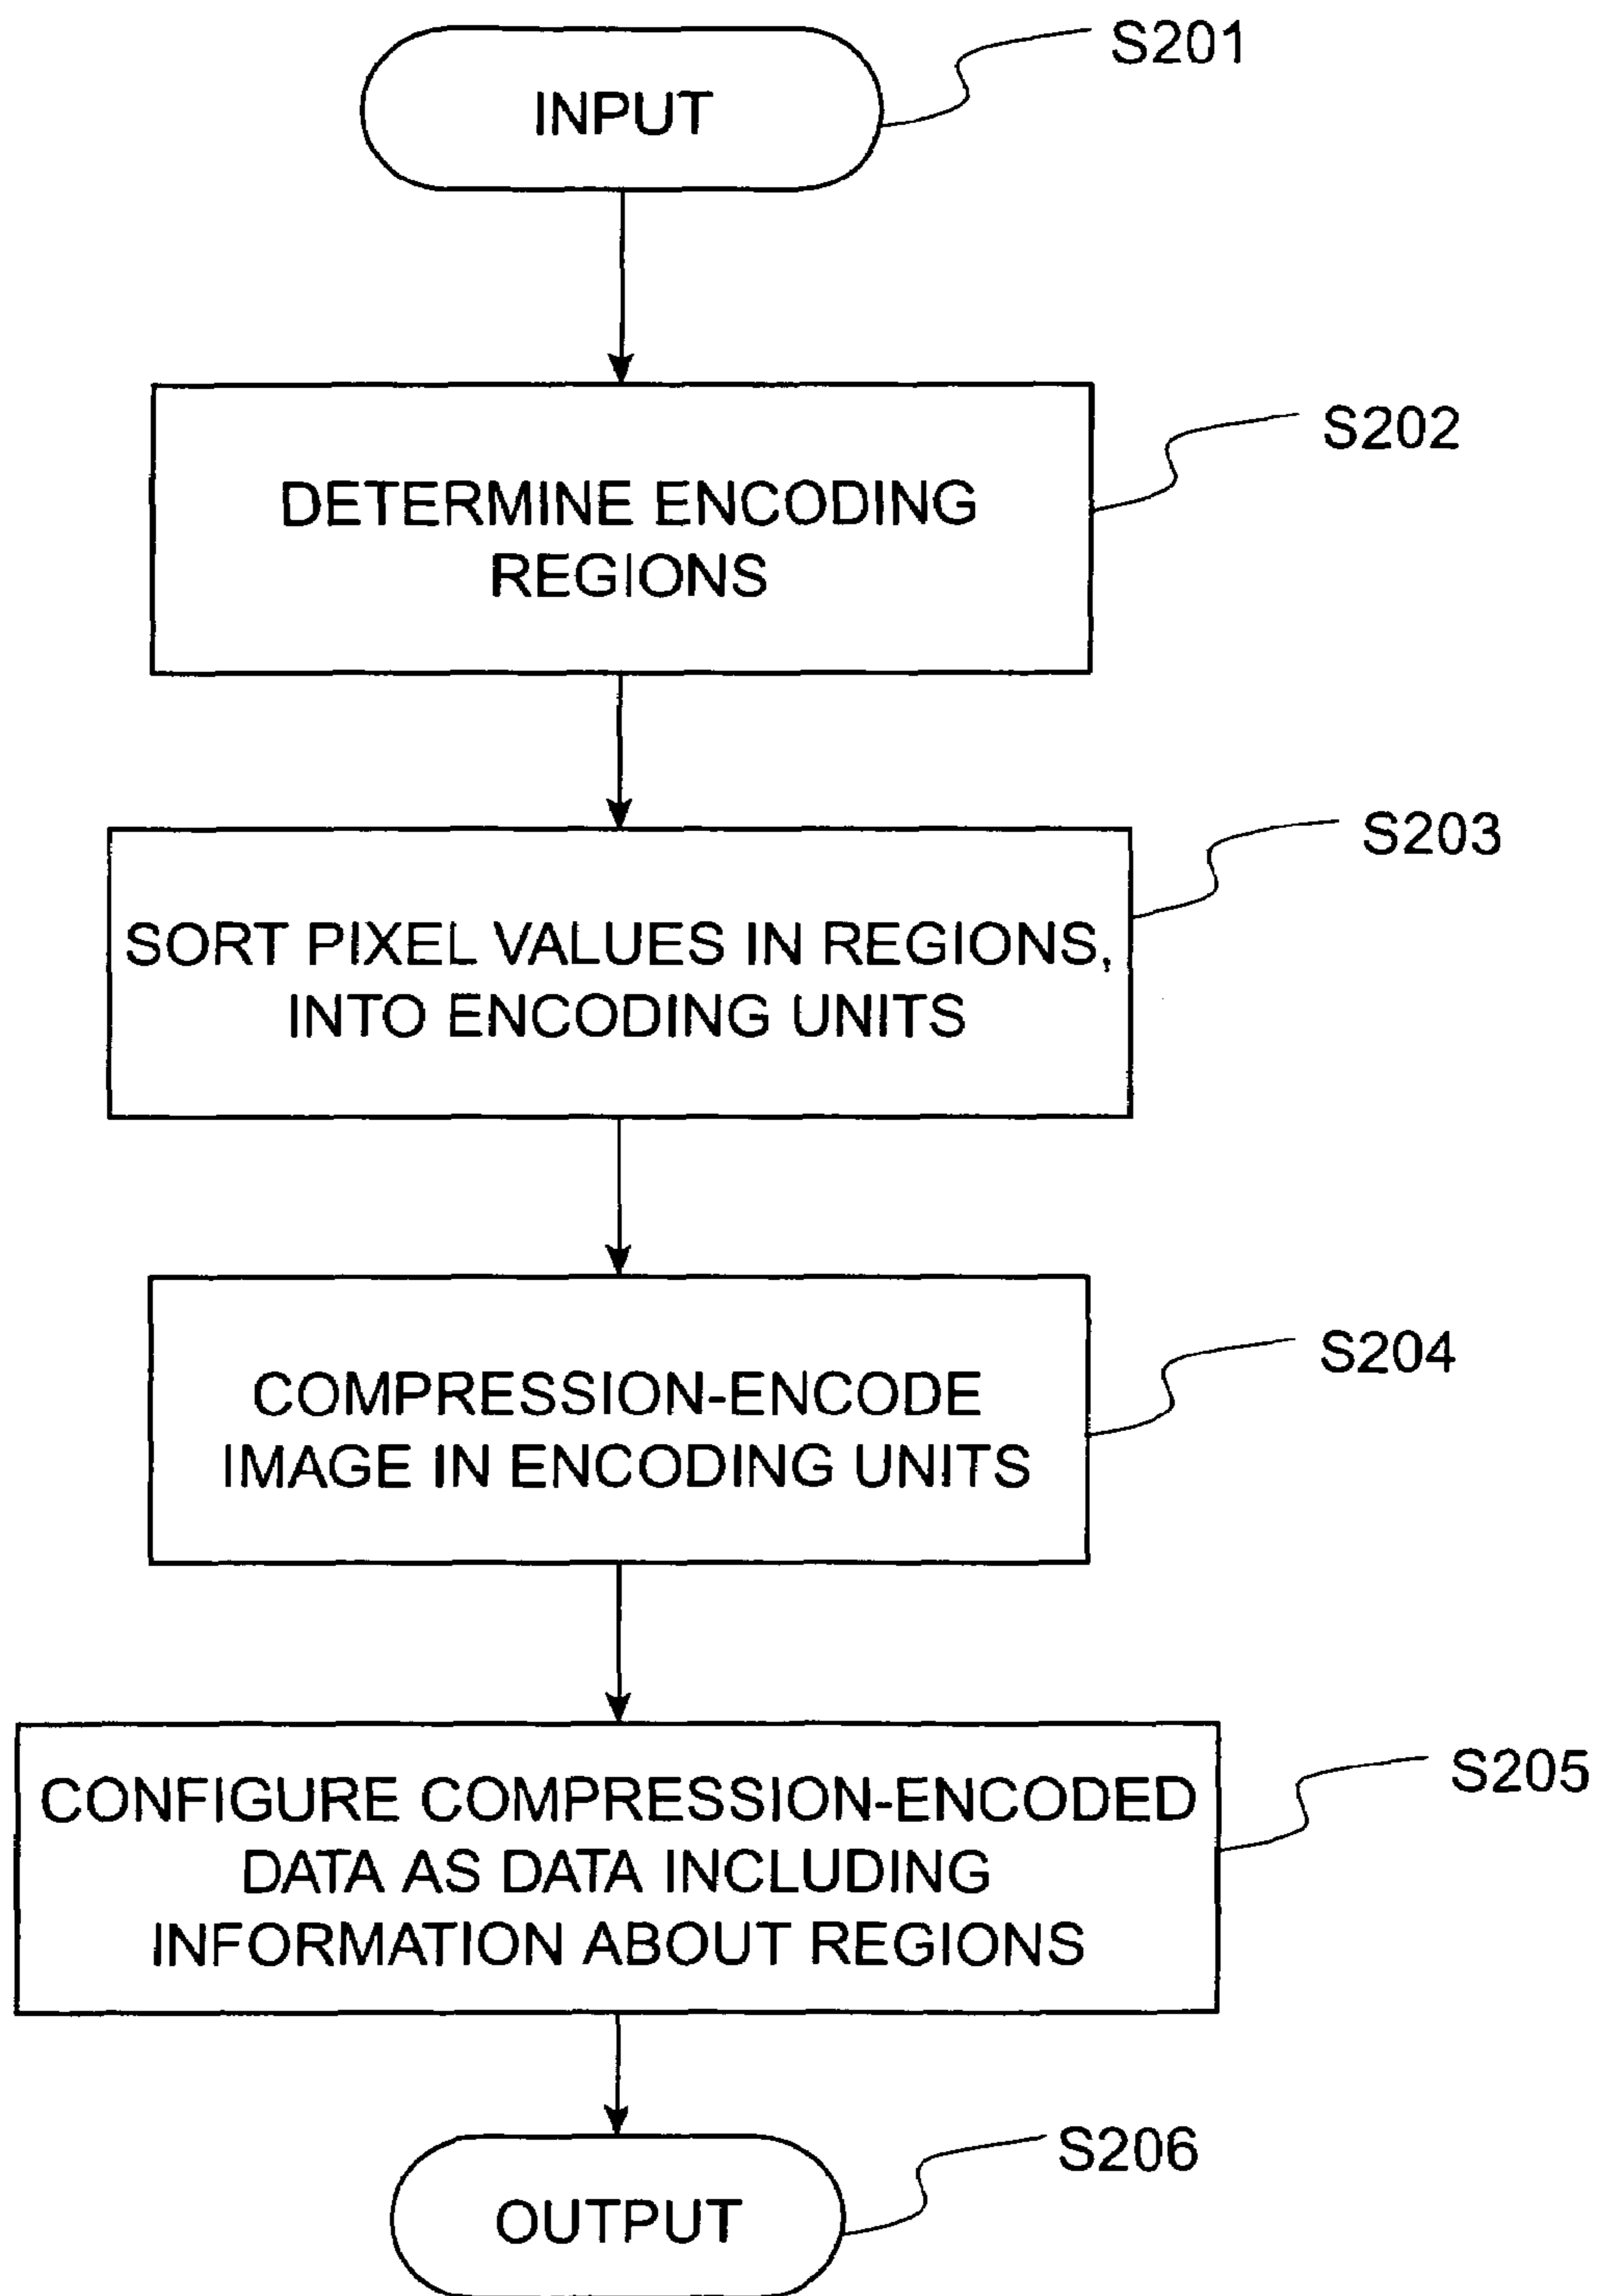 INPUT
S201
DETERMINE ENCODING
REGIONS
S202
SORT PIXEL VALUES IN REGIONS,
INTO ENCODING UNITS
S203
COMPRESSION-ENCODE
IMAGE IN ENCODING UNITS
S204
CONFIGURE COMPRESSION-ENCODED
DATA AS DATA INCLUDING
INFORMATION ABOUT REGIONS
S205
OUTPUT
S206